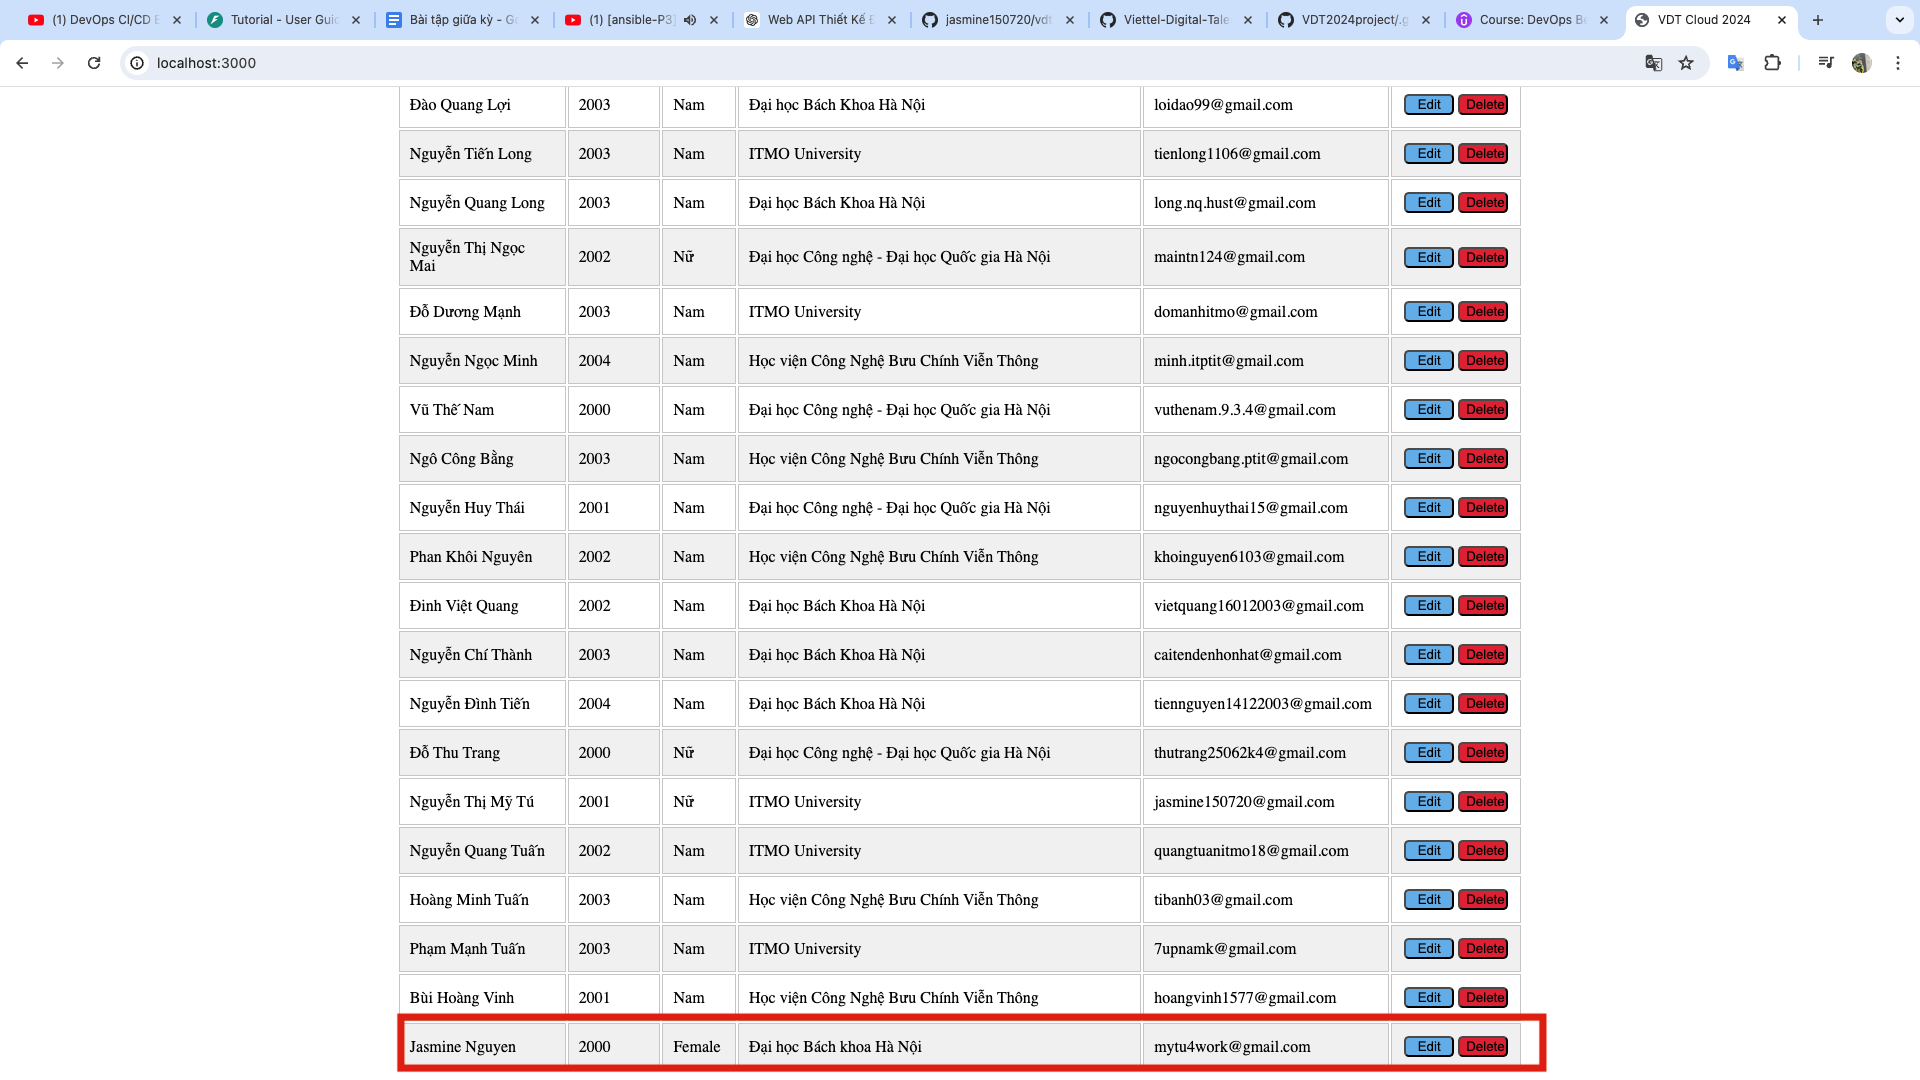 (1) DevOps CI/CD
Tutorial - User Gui
Bài tập giữa kỳ - Go
(1) [ansible-P3]
Web API Thiết Kế
jasmine150720/vdt
Viettel-Digital-Tale
VDT2024project/.g
Course: DevOps Be
VDT Cloud 2024
localhost:3000
Đào Quang Lợi 2003 Nam Đại học Bách Khoa Hà Nội loidao99@gmail.com Edit Delete
Nguyễn Tiến Long 2003 Nam ITMO University tienlong1106@gmail.com Edit Delete
Nguyễn Quang Long 2003 Nam Đại học Bách Khoa Hà Nội long.nq.hust@gmail.com Edit Delete
Nguyễn Thị Ngọc
Mai 2002 Nữ Đại học Công nghệ - Đại học Quốc gia Hà Nội maintn124@gmail.com Edit Delete
Đỗ Dương Mạnh 2003 Nam ITMO University domanhitmo@gmail.com Edit Delete
Nguyễn Ngọc Minh 2004 Nam Học viện Công Nghệ Bưu Chính Viễn Thông minh.itptit@gmail.com Edit Delete
Vũ Thế Nam 2000 Nam Đại học Công nghệ - Đại học Quốc gia Hà Nội vuthenam.9.3.4@gmail.com Edit Delete
Ngô Công Bằng 2003 Nam Học viện Công Nghệ Bưu Chính Viễn Thông ngocongbang.ptit@gmail.com Edit Delete
Nguyễn Huy Thái 2001 Nam Đại học Công nghệ - Đại học Quốc gia Hà Nội nguyenhuythai15@gmail.com Edit Delete
Phan Khôi Nguyên 2002 Nam Học viện Công Nghệ Bưu Chính Viễn Thông khoinguyen6103@gmail.com Edit Delete
Đinh Việt Quang 2002 Nam Đại học Bách Khoa Hà Nội vietquang16012003@gmail.com Edit Delete
Nguyễn Chí Thành 2003 Nam Đại học Bách Khoa Hà Nội caitendenhonhat@gmail.com Edit Delete
Nguyễn Đình Tiến 2004 Nam Đại học Bách Khoa Hà Nội tiennguyen14122003@gmail.com Edit Delete
Đỗ Thu Trang 2000 Nữ Đại học Công nghệ - Đại học Quốc gia Hà Nội thutrang25062k4@gmail.com Edit Delete
Nguyễn Thị Mỹ Tú 2001 Nữ ITMO University jasmine150720@gmail.com Edit Delete
Nguyễn Quang Tuấn 2002 Nam ITMO University quangtuanitmo18@gmail.com Edit Delete
Hoàng Minh Tuấn 2003 Nam Học viện Công Nghệ Bưu Chính Viễn Thông tibanh03@gmail.com Edit Delete
Phạm Mạnh Tuấn 2003 Nam ITMO University 7upnamk@gmail.com Edit Delete
Bùi Hoàng Vinh 2001 Nam Học viện Công Nghệ Bưu Chính Viễn Thông hoangvinh1577@gmail.com Edit Delete
Jasmine Nguyen 2000 Female Đại học Bách khoa Hà Nội mytu4work@gmail.com Edit Delete